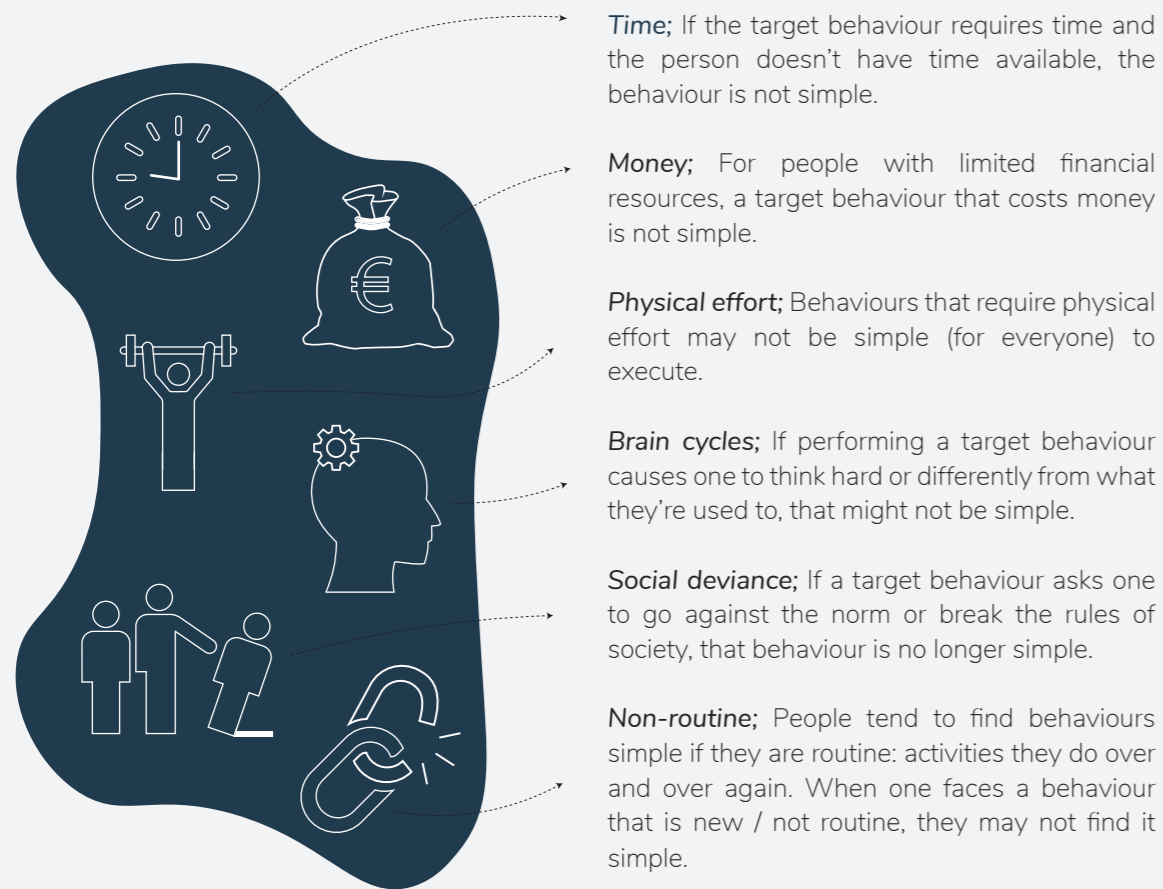 Time; If the target behaviour requires time and
the person doesn’t have time available, the
behaviour is not simple.
Money; For people with limited financial
resources, a target behaviour that costs money
is not simple.
Physical effort; Behaviours that require physical
effort may not be simple (for everyone) to
execute.
Brain cycles; If performing a target behaviour
causes one to think hard or differently from what
they’re used to, that might not be simple.
Social deviance; If a target behaviour asks one
to go against the norm or break the rules of
society, that behaviour is no longer simple.
Non-routine; People tend to find behaviours
simple if they are routine: activities they do over
and over again. When one faces a behaviour
that is new / not routine, they may not find it
simple.
€